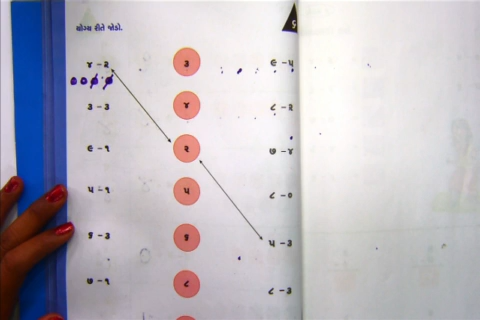 યોગ્ય રીતે જોડો.
૬
૪ - ૨ ૩ ૯ - ૫
૩ - ૩ ૪ ૮ - ૨
૯ - ૧ ૨ ૭ - ૪
૫ - ૧ ૫ ૮ - ૦
૬ - ૩ ૬ ૫ - ૩
૭ - ૧ ૮ ૮ - ૩